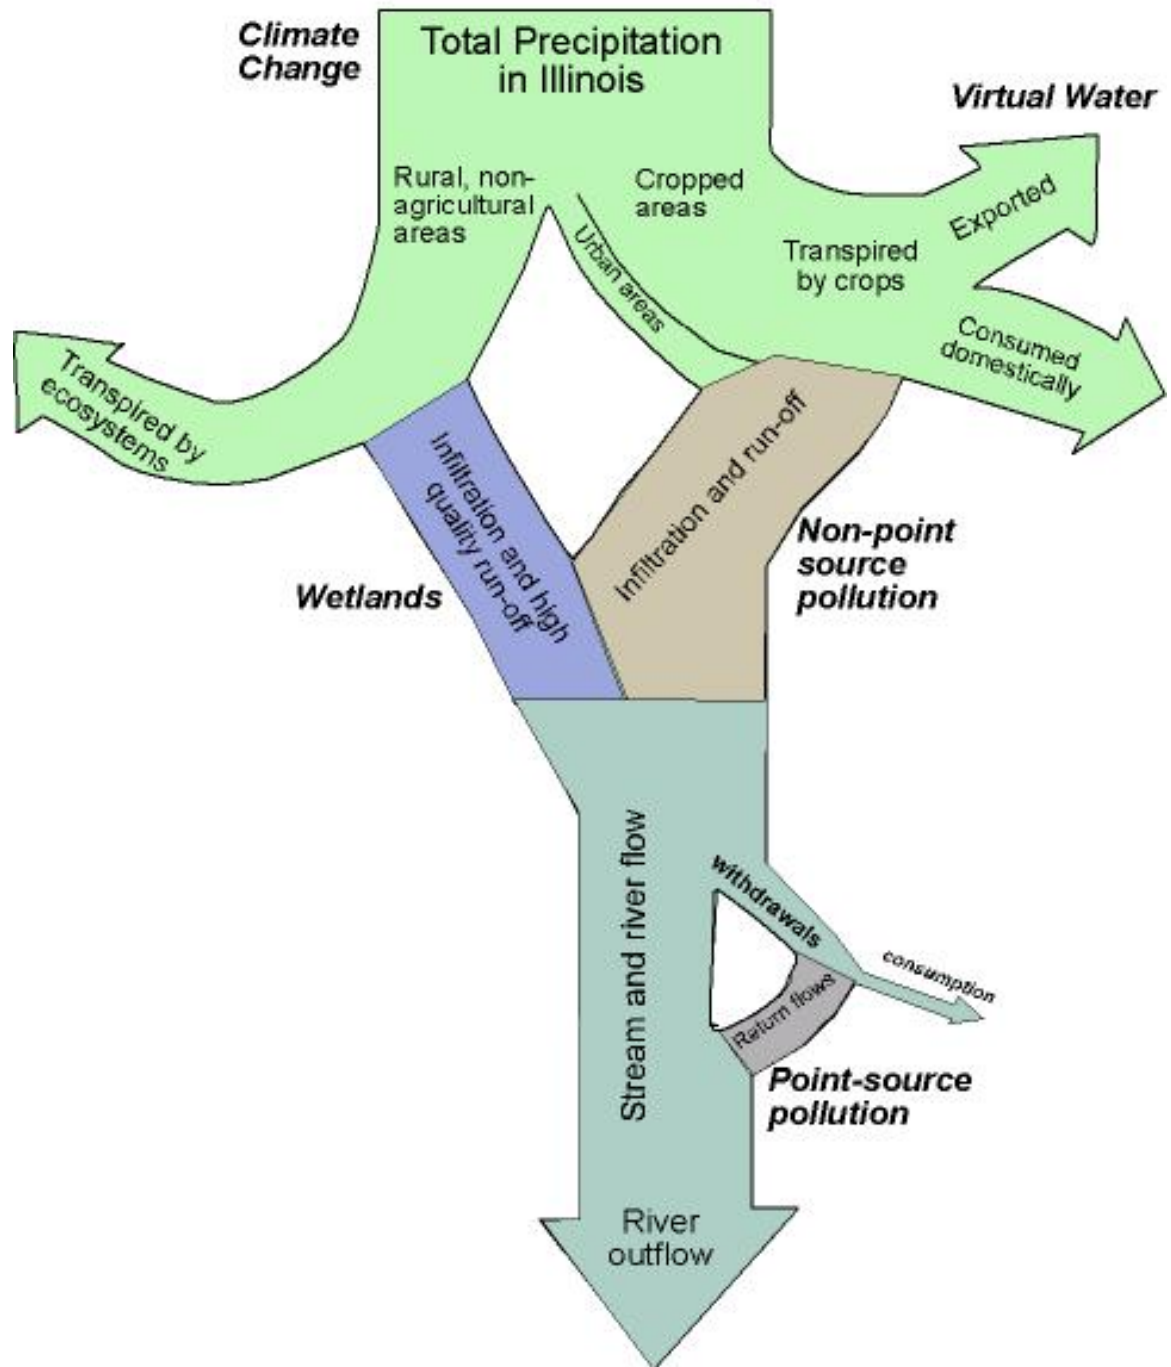 Climate
Change
Total Precipitation
in Illinois
Virtual Water
Rural, non-
agricultural
areas
Cropped
areas
Exported
Urban areas
Transpired
by crops
Consumed
domestically
Transpired by
ecosystems
Infiltration and high
quality run-off
Infiltration and run-off
Non-point
source
pollution
Wetlands
Stream and river flow
withdrawals
consumption
Return flows
Point-source
pollution
River
outflow